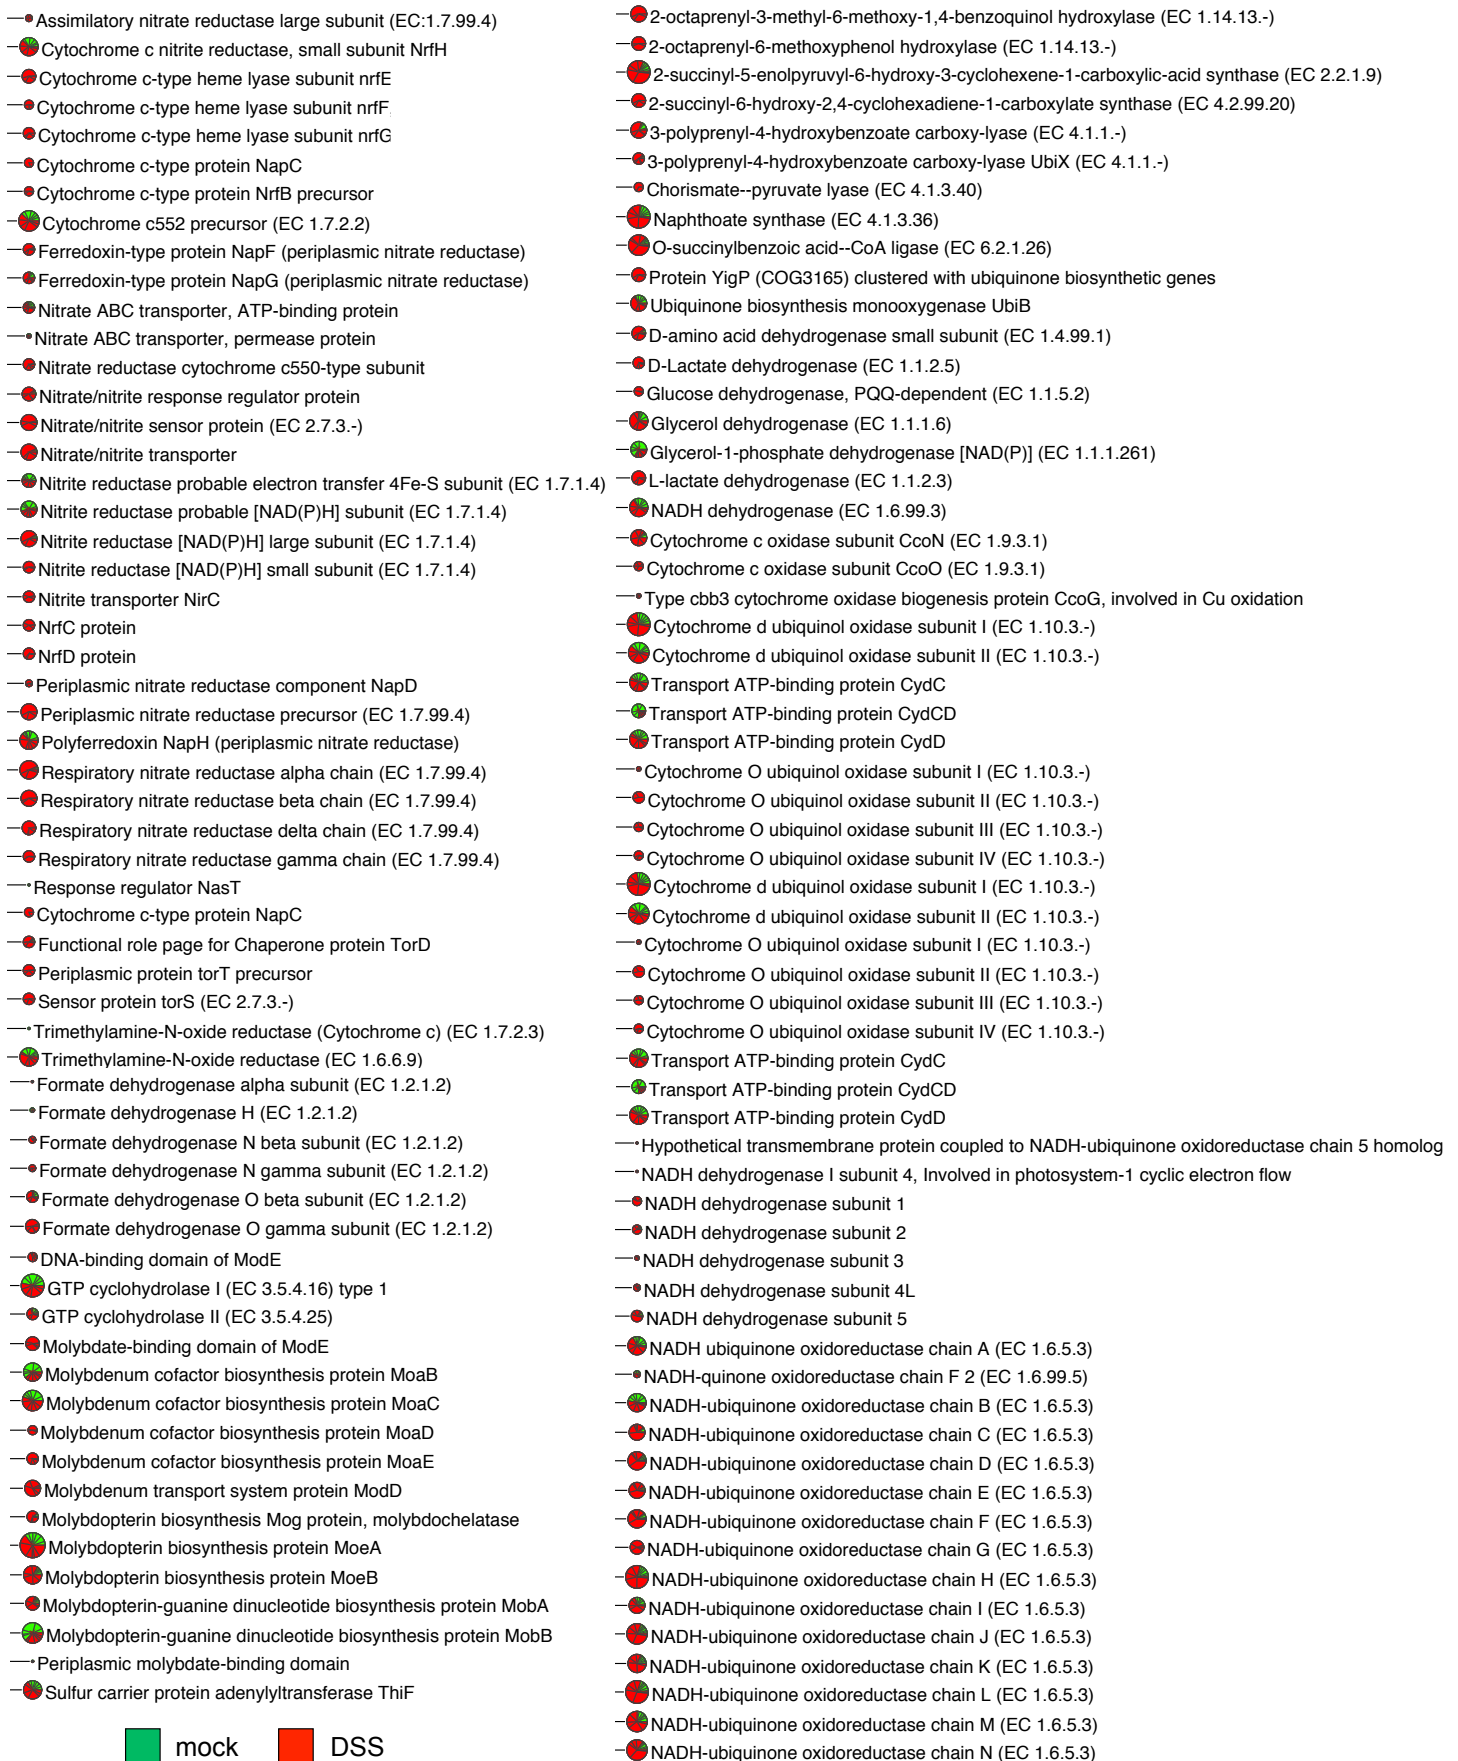 Assimilatory nitrate reductase large subunit (EC:1.7.99.4)
Cytochrome c nitrite reductase, small subunit NrfH
Cytochrome c-type heme lyase subunit nrfE
Cytochrome c-type heme lyase subunit nrfF
Cytochrome c-type heme lyase subunit nrfG
Cytochrome c-type protein NapC
Cytochrome c-type protein NrfB precursor
Cytochrome c552 precursor (EC 1.7.2.2)
Ferredoxin-type protein NapF (periplasmic nitrate reductase)
Ferredoxin-type protein NapG (periplasmic nitrate reductase)
Nitrate ABC transporter, ATP-binding protein
Nitrate ABC transporter, permease protein
Nitrate reductase cytochrome c550-type subunit
Nitrate/nitrite response regulator protein
Nitrate/nitrite sensor protein (EC 2.7.3.-)
Nitrate/nitrite transporter
Nitrite reductase probable electron transfer 4Fe-S subunit (EC 1.7.1.4)
Nitrite reductase probable [NAD(P)H] subunit (EC 1.7.1.4)
Nitrite reductase [NAD(P)H] large subunit (EC 1.7.1.4)
Nitrite reductase [NAD(P)H] small subunit (EC 1.7.1.4)
Nitrite transporter NirC
NrfC protein
NrfD protein
Periplasmic nitrate reductase component NapD
Periplasmic nitrate reductase precursor (EC 1.7.99.4)
Polyferredoxin NapH (periplasmic nitrate reductase)
Respiratory nitrate reductase alpha chain (EC 1.7.99.4)
Respiratory nitrate reductase beta chain (EC 1.7.99.4)
Respiratory nitrate reductase delta chain (EC 1.7.99.4)
Respiratory nitrate reductase gamma chain (EC 1.7.99.4)
Response regulator NasT
Cytochrome c-type protein NapC
Functional role page for Chaperone protein TorD
Periplasmic protein torT precursor
Sensor protein torS (EC 2.7.3.-)
Trimethylamine-N-oxide reductase (Cytochrome c) (EC 1.7.2.3)
Trimethylamine-N-oxide reductase (EC 1.6.6.9)
Formate dehydrogenase alpha subunit (EC 1.2.1.2)
Formate dehydrogenase H (EC 1.2.1.2)
Formate dehydrogenase N beta subunit (EC 1.2.1.2)
Formate dehydrogenase N gamma subunit (EC 1.2.1.2)
Formate dehydrogenase O beta subunit (EC 1.2.1.2)
Formate dehydrogenase O gamma subunit (EC 1.2.1.2)
DNA-binding domain of ModE
GTP cyclohydrolase I (EC 3.5.4.16) type 1
GTP cyclohydrolase II (EC 3.5.4.25)
Molybdate-binding domain of ModE
Molybdenum cofactor biosynthesis protein MoaB
Molybdenum cofactor biosynthesis protein MoaC
Molybdenum cofactor biosynthesis protein MoaD
Molybdenum cofactor biosynthesis protein MoaE
Molybdenum transport system protein ModD
Molybdopterin biosynthesis Mog protein, molybdochelatase
Molybdopterin biosynthesis protein MoeA
Molybdopterin biosynthesis protein MoeB
Molybdopterin-guanine dinucleotide biosynthesis protein MobA
Molybdopterin-guanine dinucleotide biosynthesis protein MobB
Periplasmic molybdate-binding domain
Sulfur carrier protein adenylyltransferase ThiF
mock DSS
2-octaprenyl-3-methyl-6-methoxy-1,4-benzoquinol hydroxylase (EC 1.14.13.-)
2-octaprenyl-6-methoxyphenol hydroxylase (EC 1.14.13.-)
2-succinyl-5-enolpyruvyl-6-hydroxy-3-cyclohexene-1-carboxylic-acid synthase (EC 2.2.1.9)
2-succinyl-6-hydroxy-2,4-cyclohexadiene-1-carboxylate synthase (EC 4.2.99.20)
3-polyprenyl-4-hydroxybenzoate carboxy-lyase (EC 4.1.1.-)
3-polyprenyl-4-hydroxybenzoate carboxy-lyase UbiX (EC 4.1.1.-)
Chorismate--pyruvate lyase (EC 4.1.3.40)
Naphthoate synthase (EC 4.1.3.36)
O-succinylbenzoic acid--CoA ligase (EC 6.2.1.26)
Protein YigP (COG3165) clustered with ubiquinone biosynthetic genes
Ubiquinone biosynthesis monooxygenase UbiB
D-amino acid dehydrogenase small subunit (EC 1.4.99.1)
D-Lactate dehydrogenase (EC 1.1.2.5)
Glucose dehydrogenase, PQQ-dependent (EC 1.1.5.2)
Glycerol dehydrogenase (EC 1.1.1.6)
Glycerol-1-phosphate dehydrogenase [NAD(P)] (EC 1.1.1.261)
L-lactate dehydrogenase (EC 1.1.2.3)
NADH dehydrogenase (EC 1.6.99.3)
Cytochrome c oxidase subunit CcoN (EC 1.9.3.1)
Cytochrome c oxidase subunit CcoO (EC 1.9.3.1)
Type cbb3 cytochrome oxidase biogenesis protein CcoG, involved in Cu oxidation
Cytochrome d ubiquinol oxidase subunit I (EC 1.10.3.-)
Cytochrome d ubiquinol oxidase subunit II (EC 1.10.3.-)
Transport ATP-binding protein CydC
Transport ATP-binding protein CydCD
Transport ATP-binding protein CydD
Cytochrome O ubiquinol oxidase subunit I (EC 1.10.3.-)
Cytochrome O ubiquinol oxidase subunit II (EC 1.10.3.-)
Cytochrome O ubiquinol oxidase subunit III (EC 1.10.3.-)
Cytochrome O ubiquinol oxidase subunit IV (EC 1.10.3.-)
Cytochrome d ubiquinol oxidase subunit I (EC 1.10.3.-)
Cytochrome d ubiquinol oxidase subunit II (EC 1.10.3.-)
Cytochrome O ubiquinol oxidase subunit I (EC 1.10.3.-)
Cytochrome O ubiquinol oxidase subunit II (EC 1.10.3.-)
Cytochrome O ubiquinol oxidase subunit III (EC 1.10.3.-)
Cytochrome O ubiquinol oxidase subunit IV (EC 1.10.3.-)
Transport ATP-binding protein CydC
Transport ATP-binding protein CydCD
Transport ATP-binding protein CydD
Hypothetical transmembrane protein coupled to NADH-ubiquinone oxidoreductase chain 5 homolog
NADH dehydrogenase I subunit 4, Involved in photosystem-1 cyclic electron flow
NADH dehydrogenase subunit 1
NADH dehydrogenase subunit 2
NADH dehydrogenase subunit 3
NADH dehydrogenase subunit 4L
NADH dehydrogenase subunit 5
NADH ubiquinone oxidoreductase chain A (EC 1.6.5.3)
NADH-quinone oxidoreductase chain F 2 (EC 1.6.99.5)
NADH-ubiquinone oxidoreductase chain B (EC 1.6.5.3)
NADH-ubiquinone oxidoreductase chain C (EC 1.6.5.3)
NADH-ubiquinone oxidoreductase chain D (EC 1.6.5.3)
NADH-ubiquinone oxidoreductase chain E (EC 1.6.5.3)
NADH-ubiquinone oxidoreductase chain F (EC 1.6.5.3)
NADH-ubiquinone oxidoreductase chain G (EC 1.6.5.3)
NADH-ubiquinone oxidoreductase chain H (EC 1.6.5.3)
NADH-ubiquinone oxidoreductase chain I (EC 1.6.5.3)
NADH-ubiquinone oxidoreductase chain J (EC 1.6.5.3)
NADH-ubiquinone oxidoreductase chain K (EC 1.6.5.3)
NADH-ubiquinone oxidoreductase chain L (EC 1.6.5.3)
NADH-ubiquinone oxidoreductase chain M (EC 1.6.5.3)
NADH-ubiquinone oxidoreductase chain N (EC 1.6.5.3)